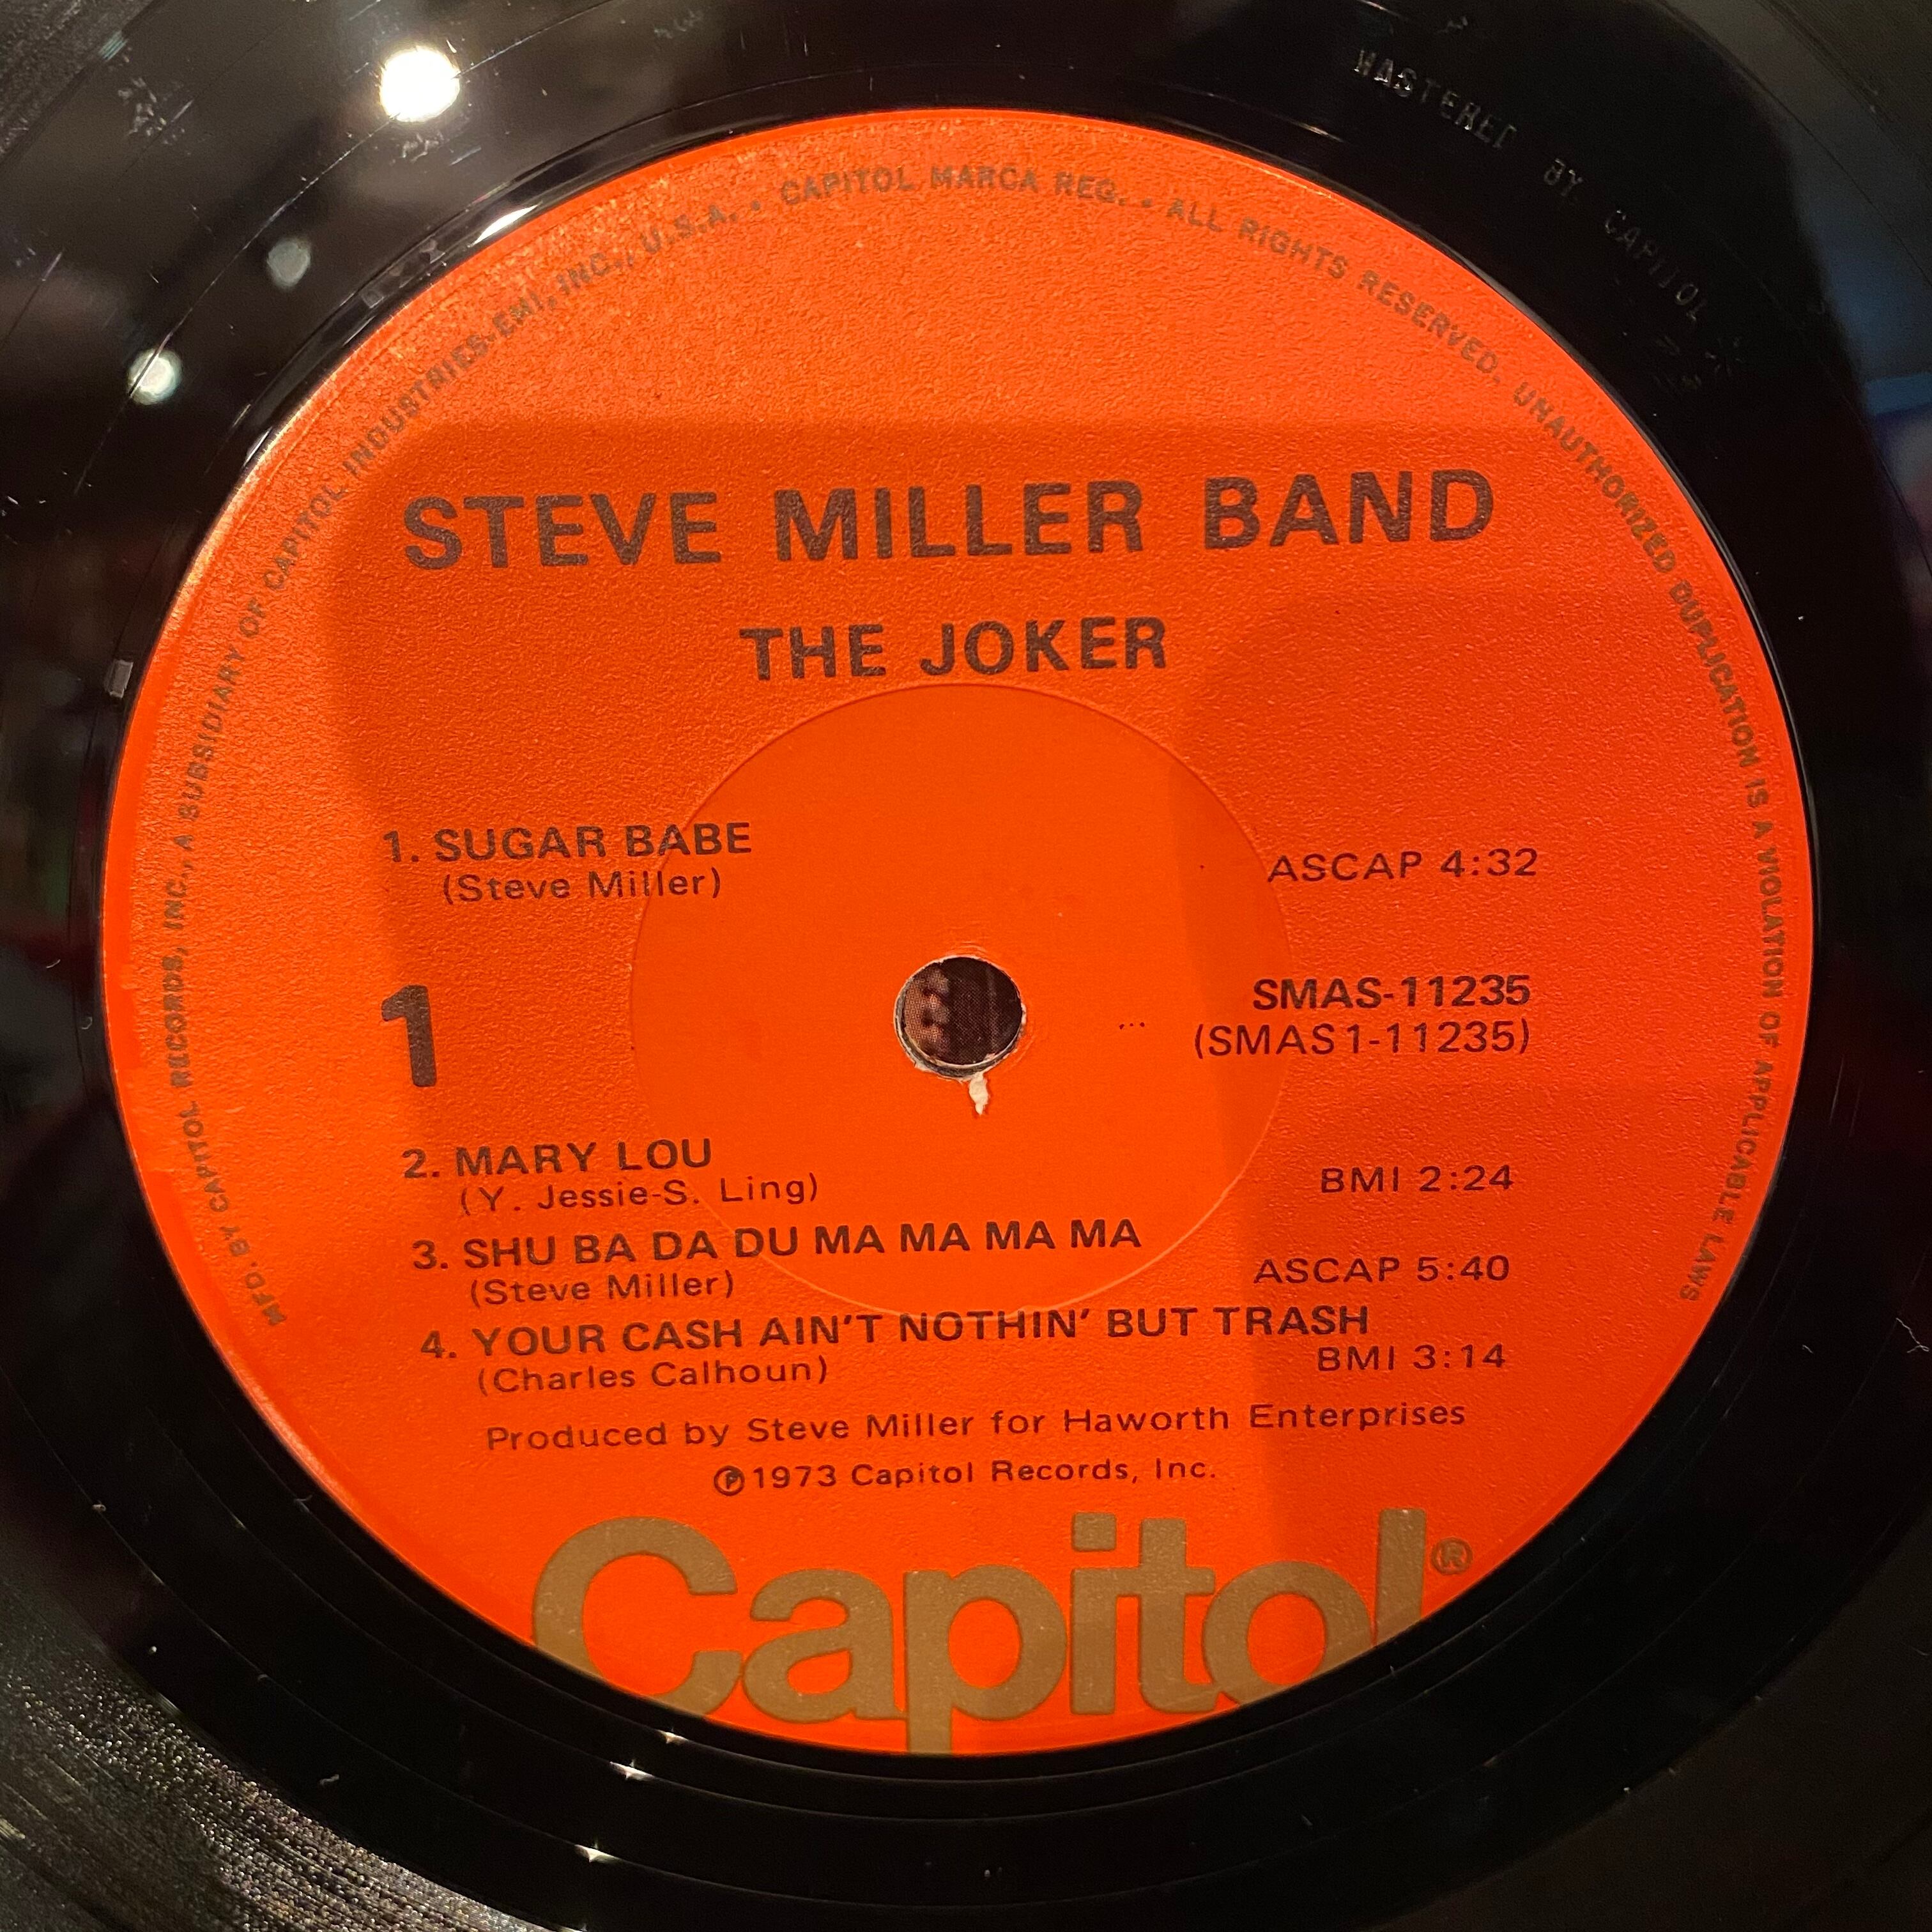 MASTERED BY CAPITOL
MFD. BY CAPITOL RECORDS, INC., A SUBSIDIARY OF CAPITOL INDUSTRIES-EMI, INC., U.S.A. • CAPITOL MARCA REG. • ALL RIGHTS RESERVED. UNAUTHORIZED DUPLICATION IS A VIOLATION OF APPLICABLE LAWS
STEVE MILLER BAND
THE JOKER
1. SUGAR BABE
(Steve Miller)
ASCAP 4:32
1
SMAS-11235
(SMAS1-11235)
2. MARY LOU
(Y. Jessie-S. Ling)
BMI 2:24
3. SHU BA DA DU MA MA MA MA
(Steve Miller)
ASCAP 5:40
4. YOUR CASH AIN'T NOTHIN' BUT TRASH
(Charles Calhoun)
BMI 3:14
Produced by Steve Miller for Haworth Enterprises
℗1973 Capitol Records, Inc.
Capitol®